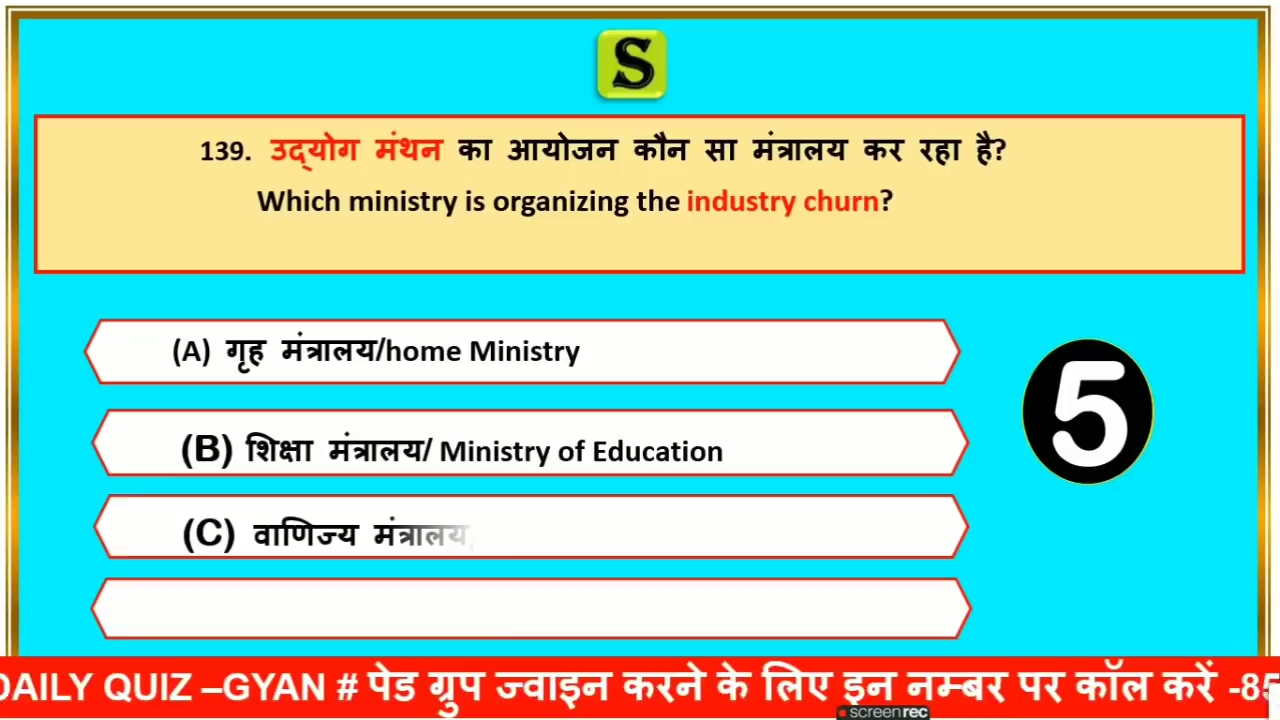 S
139. उद्योग मंथन का आयोजन कौन सा मंत्रालय कर रहा है?
Which ministry is organizing the industry churn?
(A) गृह मंत्रालय/home Ministry
5
(B) शिक्षा मंत्रालय/ Ministry of Education
(C) वाणिज्य मंत्रालय/
DAILY QUIZ –GYAN # पेड ग्रुप ज्वाइन करने के लिए इन नम्बर पर कॉल करें -85
screenrec